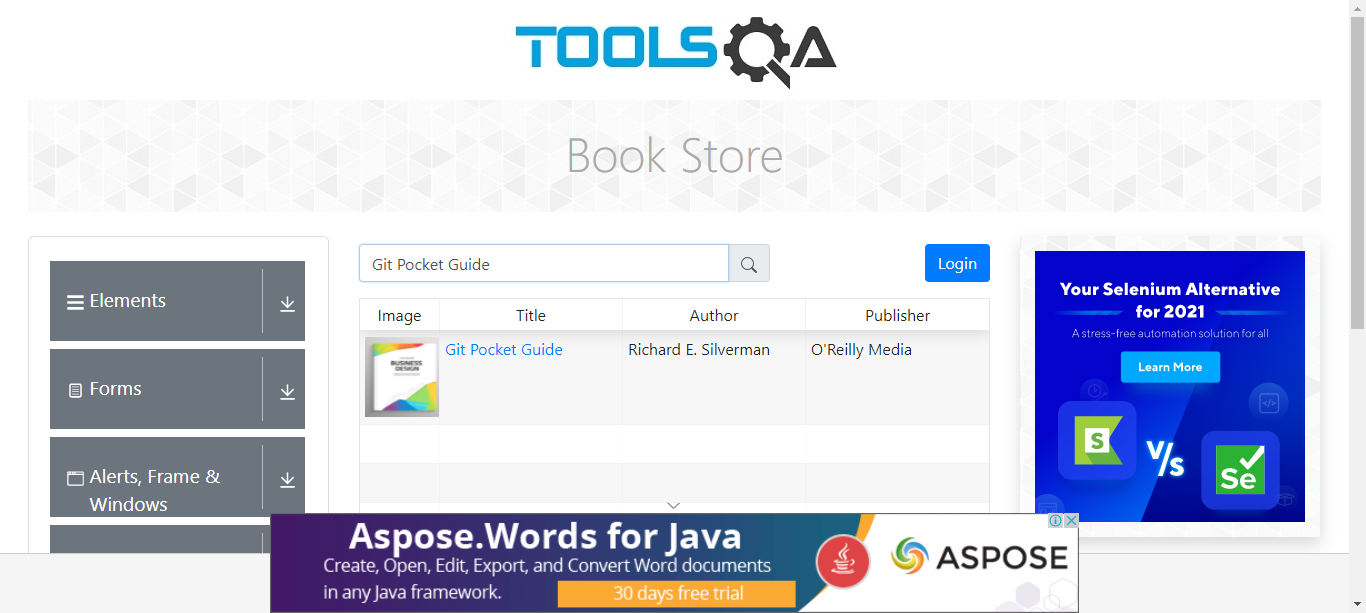 TOOLSQA
Book Store
Elements
Forms
Alerts, Frame &
Windows
Git Pocket Guide
Login
Image Title Author Publisher
BUSINESS
DESIGN
Git Pocket Guide Richard E. Silverman O'Reilly Media
Your Selenium Alternative
for 2021
A stress-free automation solution for all
Learn More
S
V/s
Se
Aspose.Words for Java
Create, Open, Edit, Export, and Convert Word documents
in any Java framework.
30 days free trial
ASPOSE